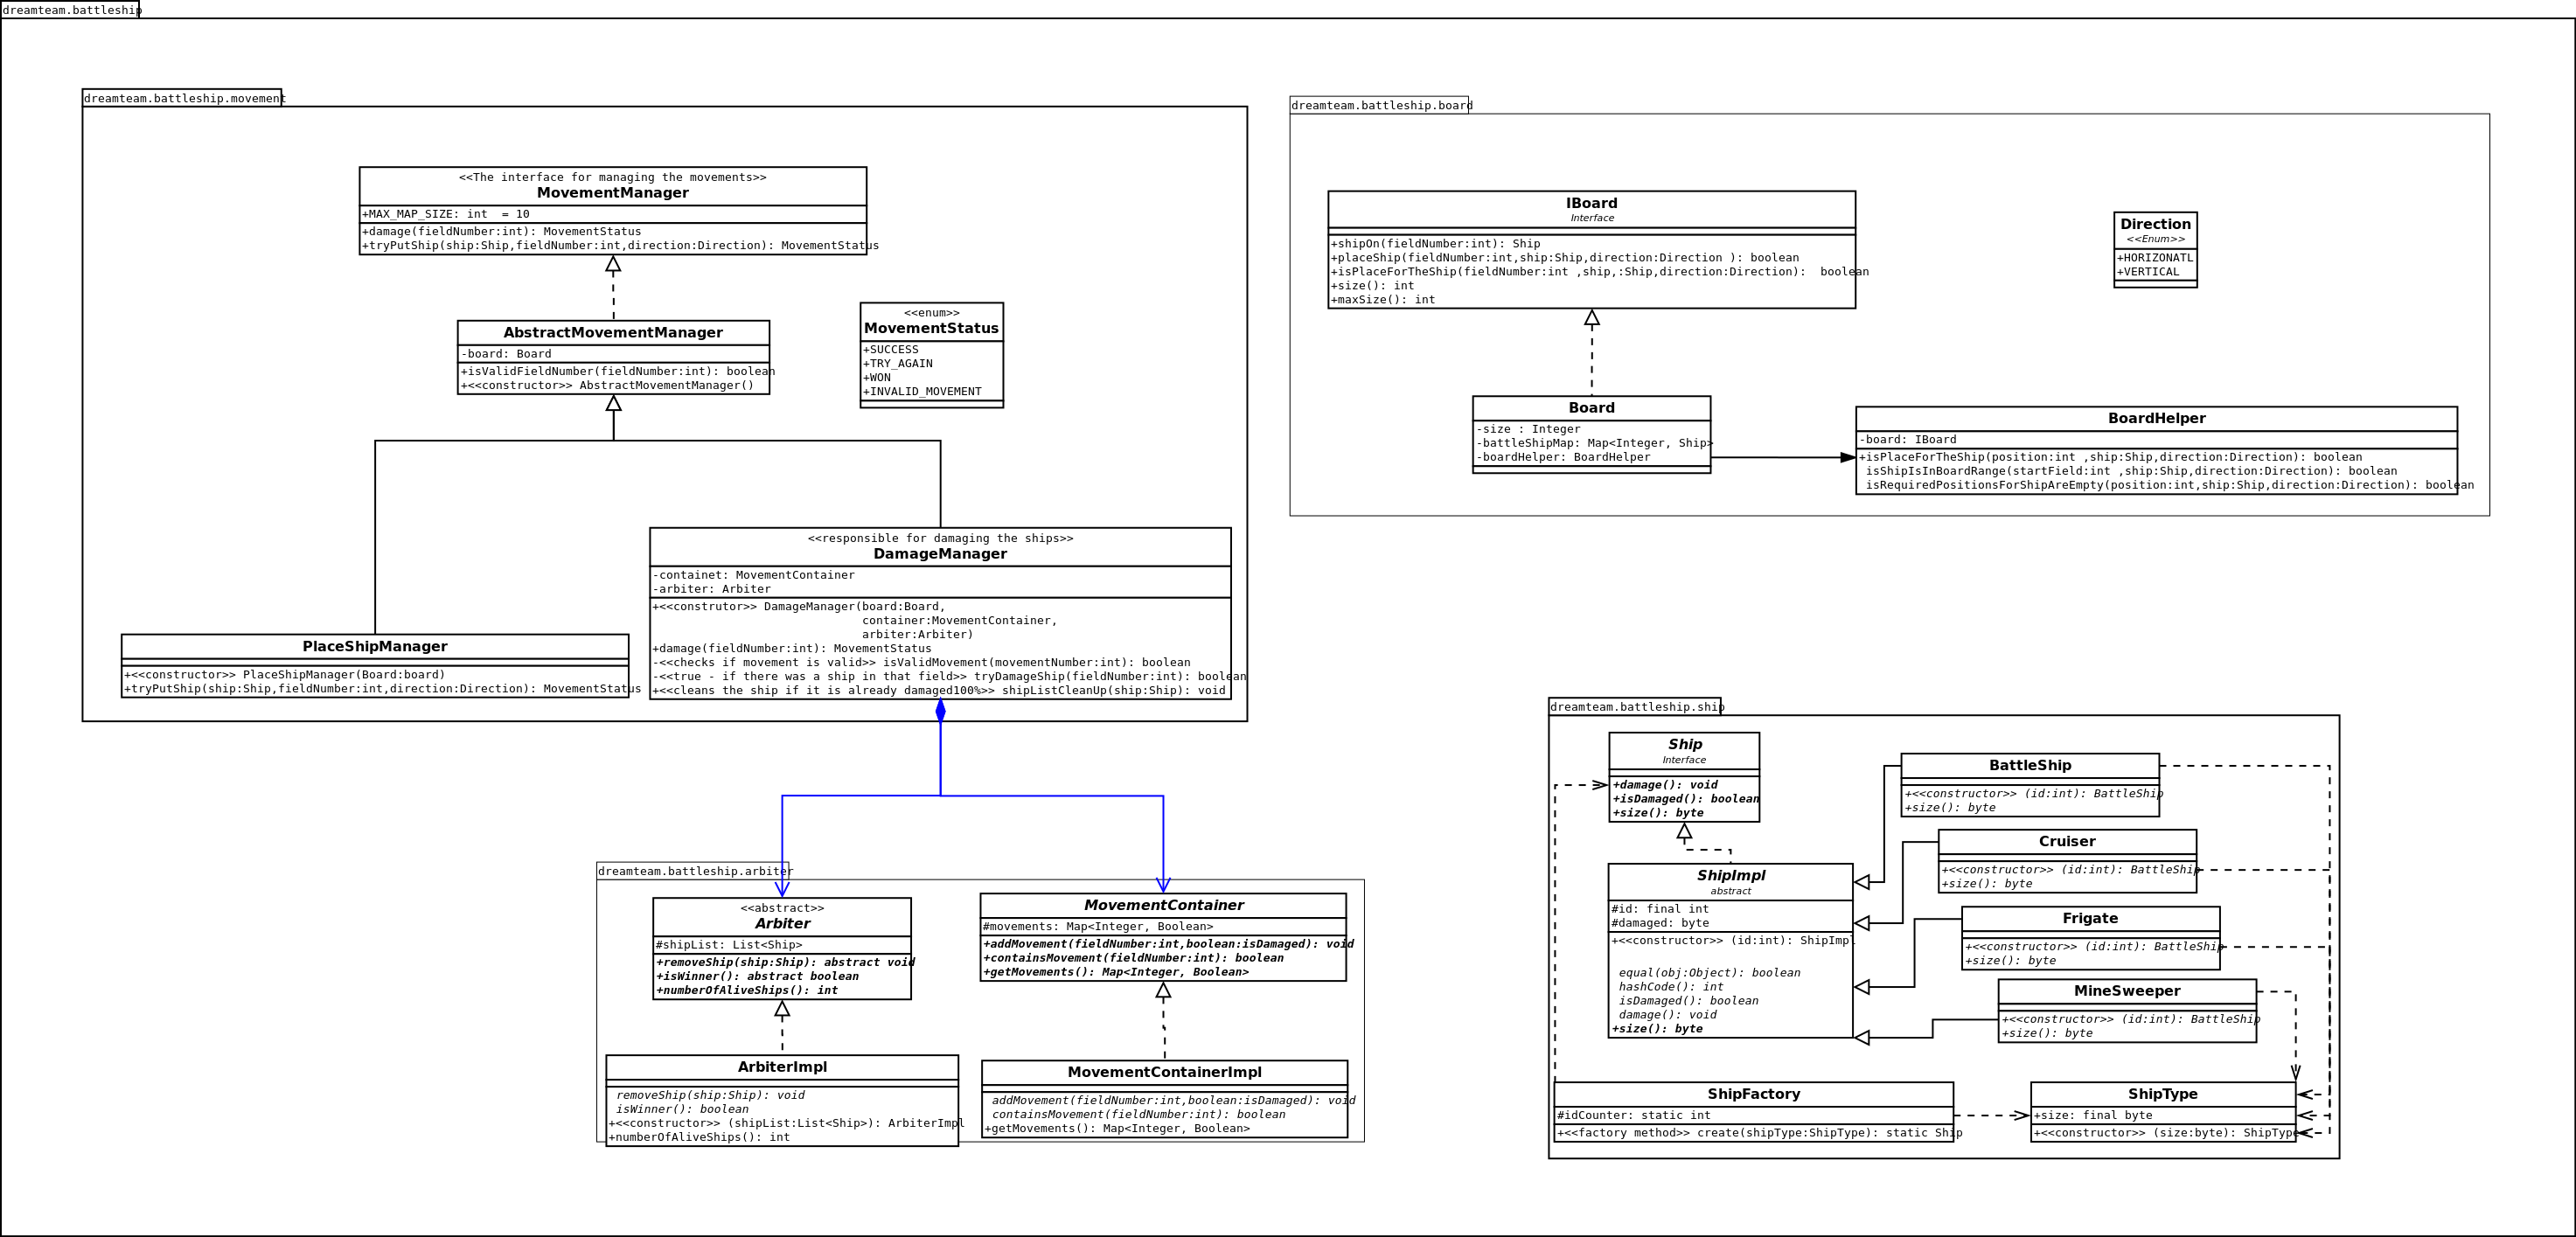 dreamteam.battleship
dreamteam.battleship.movement
<<The interface for managing the movements>>
MovementManager
+MAX_MAP_SIZE: int  = 10
+damage(fieldNumber:int): MovementStatus
+tryPutShip(ship:Ship,fieldNumber:int,direction:Direction): MovementStatus
AbstractMovementManager
-board: Board
+isValidFieldNumber(fieldNumber:int): boolean
+<<constructor>> AbstractMovementManager()
<<enum>>
MovementStatus
+SUCCESS
+TRY_AGAIN
+WON
+INVALID_MOVEMENT
PlaceShipManager
+<<constructor>> PlaceShipManager(Board:board)
+tryPutShip(ship:Ship,fieldNumber:int,direction:Direction): MovementStatus
<<responsible for damaging the ships>>
DamageManager
-containet: MovementContainer
-arbiter: Arbiter
+<<construtor>> DamageManager(board:Board,
container:MovementContainer,
arbiter:Arbiter)
+damage(fieldNumber:int): MovementStatus
-<<checks if movement is valid>> isValidMovement(movementNumber:int): boolean
-<<true - if there was a ship in that field>> tryDamageShip(fieldNumber:int): boolean
+<<cleans the ship if it is already damaged100%>> shipListCleanUp(ship:Ship): void
dreamteam.battleship.board
IBoard
Interface
+shipOn(fieldNumber:int): Ship
+placeShip(fieldNumber:int,ship:Ship,direction:Direction ): boolean
+isPlaceForTheShip(fieldNumber:int ,ship,:Ship,direction:Direction):  boolean
+size(): int
+maxSize(): int
Direction
<<Enum>>
+HORIZONATL
+VERTICAL
Board
-size : Integer
-battleShipMap: Map<Integer, Ship>
-boardHelper: BoardHelper
BoardHelper
-board: IBoard
+isPlaceForTheShip(position:int ,ship:Ship,direction:Direction): boolean
isShipIsInBoardRange(startField:int ,ship:Ship,direction:Direction): boolean
isRequiredPositionsForShipAreEmpty(position:int,ship:Ship,direction:Direction): boolean
dreamteam.battleship.arbiter
<<abstract>>
Arbiter
#shipList: List<Ship>
+removeShip(ship:Ship): abstract void
+isWinner(): abstract boolean
+numberOfAliveShips(): int
MovementContainer
#movements: Map<Integer, Boolean>
+addMovement(fieldNumber:int,boolean:isDamaged): void
+containsMovement(fieldNumber:int): boolean
+getMovements(): Map<Integer, Boolean>
ArbiterImpl
removeShip(ship:Ship): void
isWinner(): boolean
+<<constructor>> (shipList:List<Ship>): ArbiterImpl
+numberOfAliveShips(): int
MovementContainerImpl
addMovement(fieldNumber:int,boolean:isDamaged): void
containsMovement(fieldNumber:int): boolean
+getMovements(): Map<Integer, Boolean>
dreamteam.battleship.ship
Ship
Interface
+damage(): void
+isDamaged(): boolean
+size(): byte
ShipImpl
abstract
#id: final int
#damaged: byte
+<<constructor>> (id:int): ShipImpl
equal(obj:Object): boolean
hashCode(): int
isDamaged(): boolean
damage(): void
+size(): byte
BattleShip
+<<constructor>> (id:int): BattleShip
+size(): byte
Cruiser
+<<constructor>> (id:int): BattleShip
+size(): byte
Frigate
+<<constructor>> (id:int): BattleShip
+size(): byte
MineSweeper
+<<constructor>> (id:int): BattleShip
+size(): byte
ShipFactory
#idCounter: static int
+<<factory method>> create(shipType:ShipType): static Ship
ShipType
+size: final byte
+<<constructor>> (size:byte): ShipType